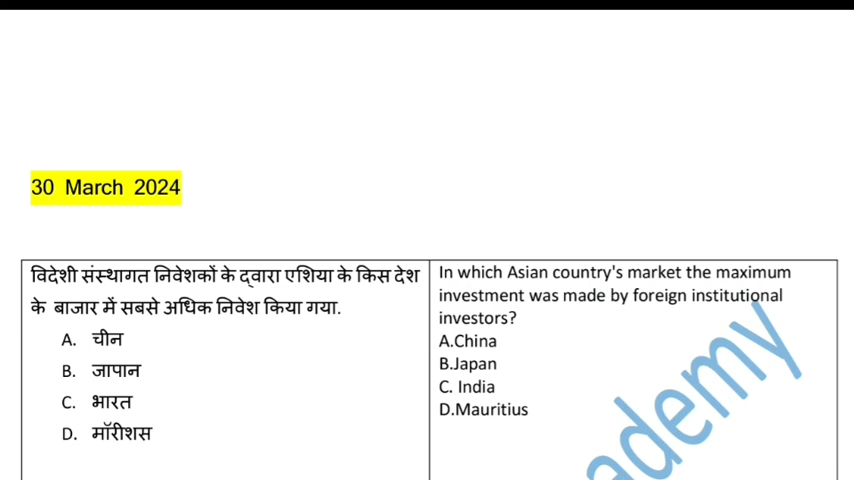 30 March 2024
विदेशी संस्थागत निवेशकों के द्वारा एशिया के किस देश
के बाजार में सबसे अधिक निवेश किया गया.
A. चीन
B. जापान
C. भारत
D. मॉरीशस
In which Asian country's market the maximum
investment was made by foreign institutional
investors?
A.China
B.Japan
C. India
D.Mauritius
ademy